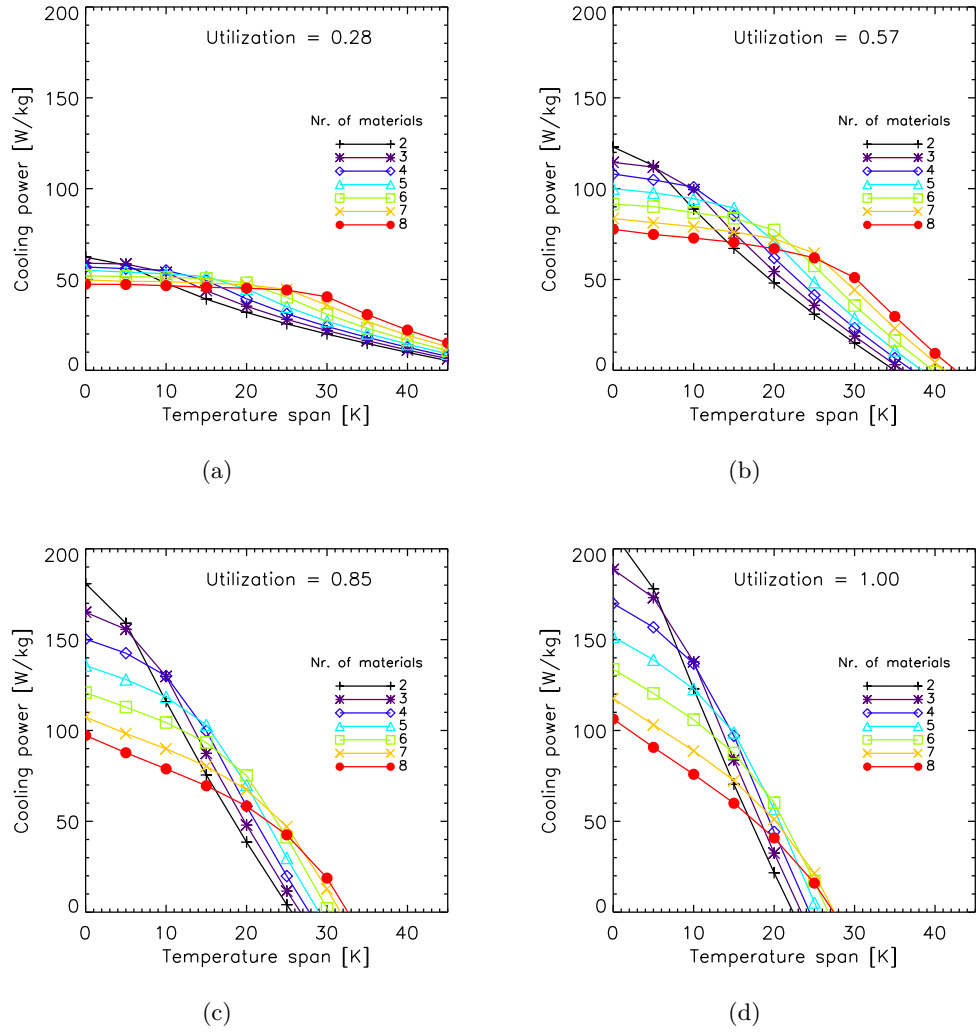 Utilization = 0.28
Nr. of materials
2
3
4
5
6
7
8
Cooling power [W/kg]
200
150
100
50
0
0 10 20 30 40
Temperature span [K]
(a)
Utilization = 0.57
Nr. of materials
2
3
4
5
6
7
8
Cooling power [W/kg]
200
150
100
50
0
0 10 20 30 40
Temperature span [K]
(b)
Utilization = 0.85
Nr. of materials
2
3
4
5
6
7
8
Cooling power [W/kg]
200
150
100
50
0
0 10 20 30 40
Temperature span [K]
(c)
Utilization = 1.00
Nr. of materials
2
3
4
5
6
7
8
Cooling power [W/kg]
200
150
100
50
0
0 10 20 30 40
Temperature span [K]
(d)